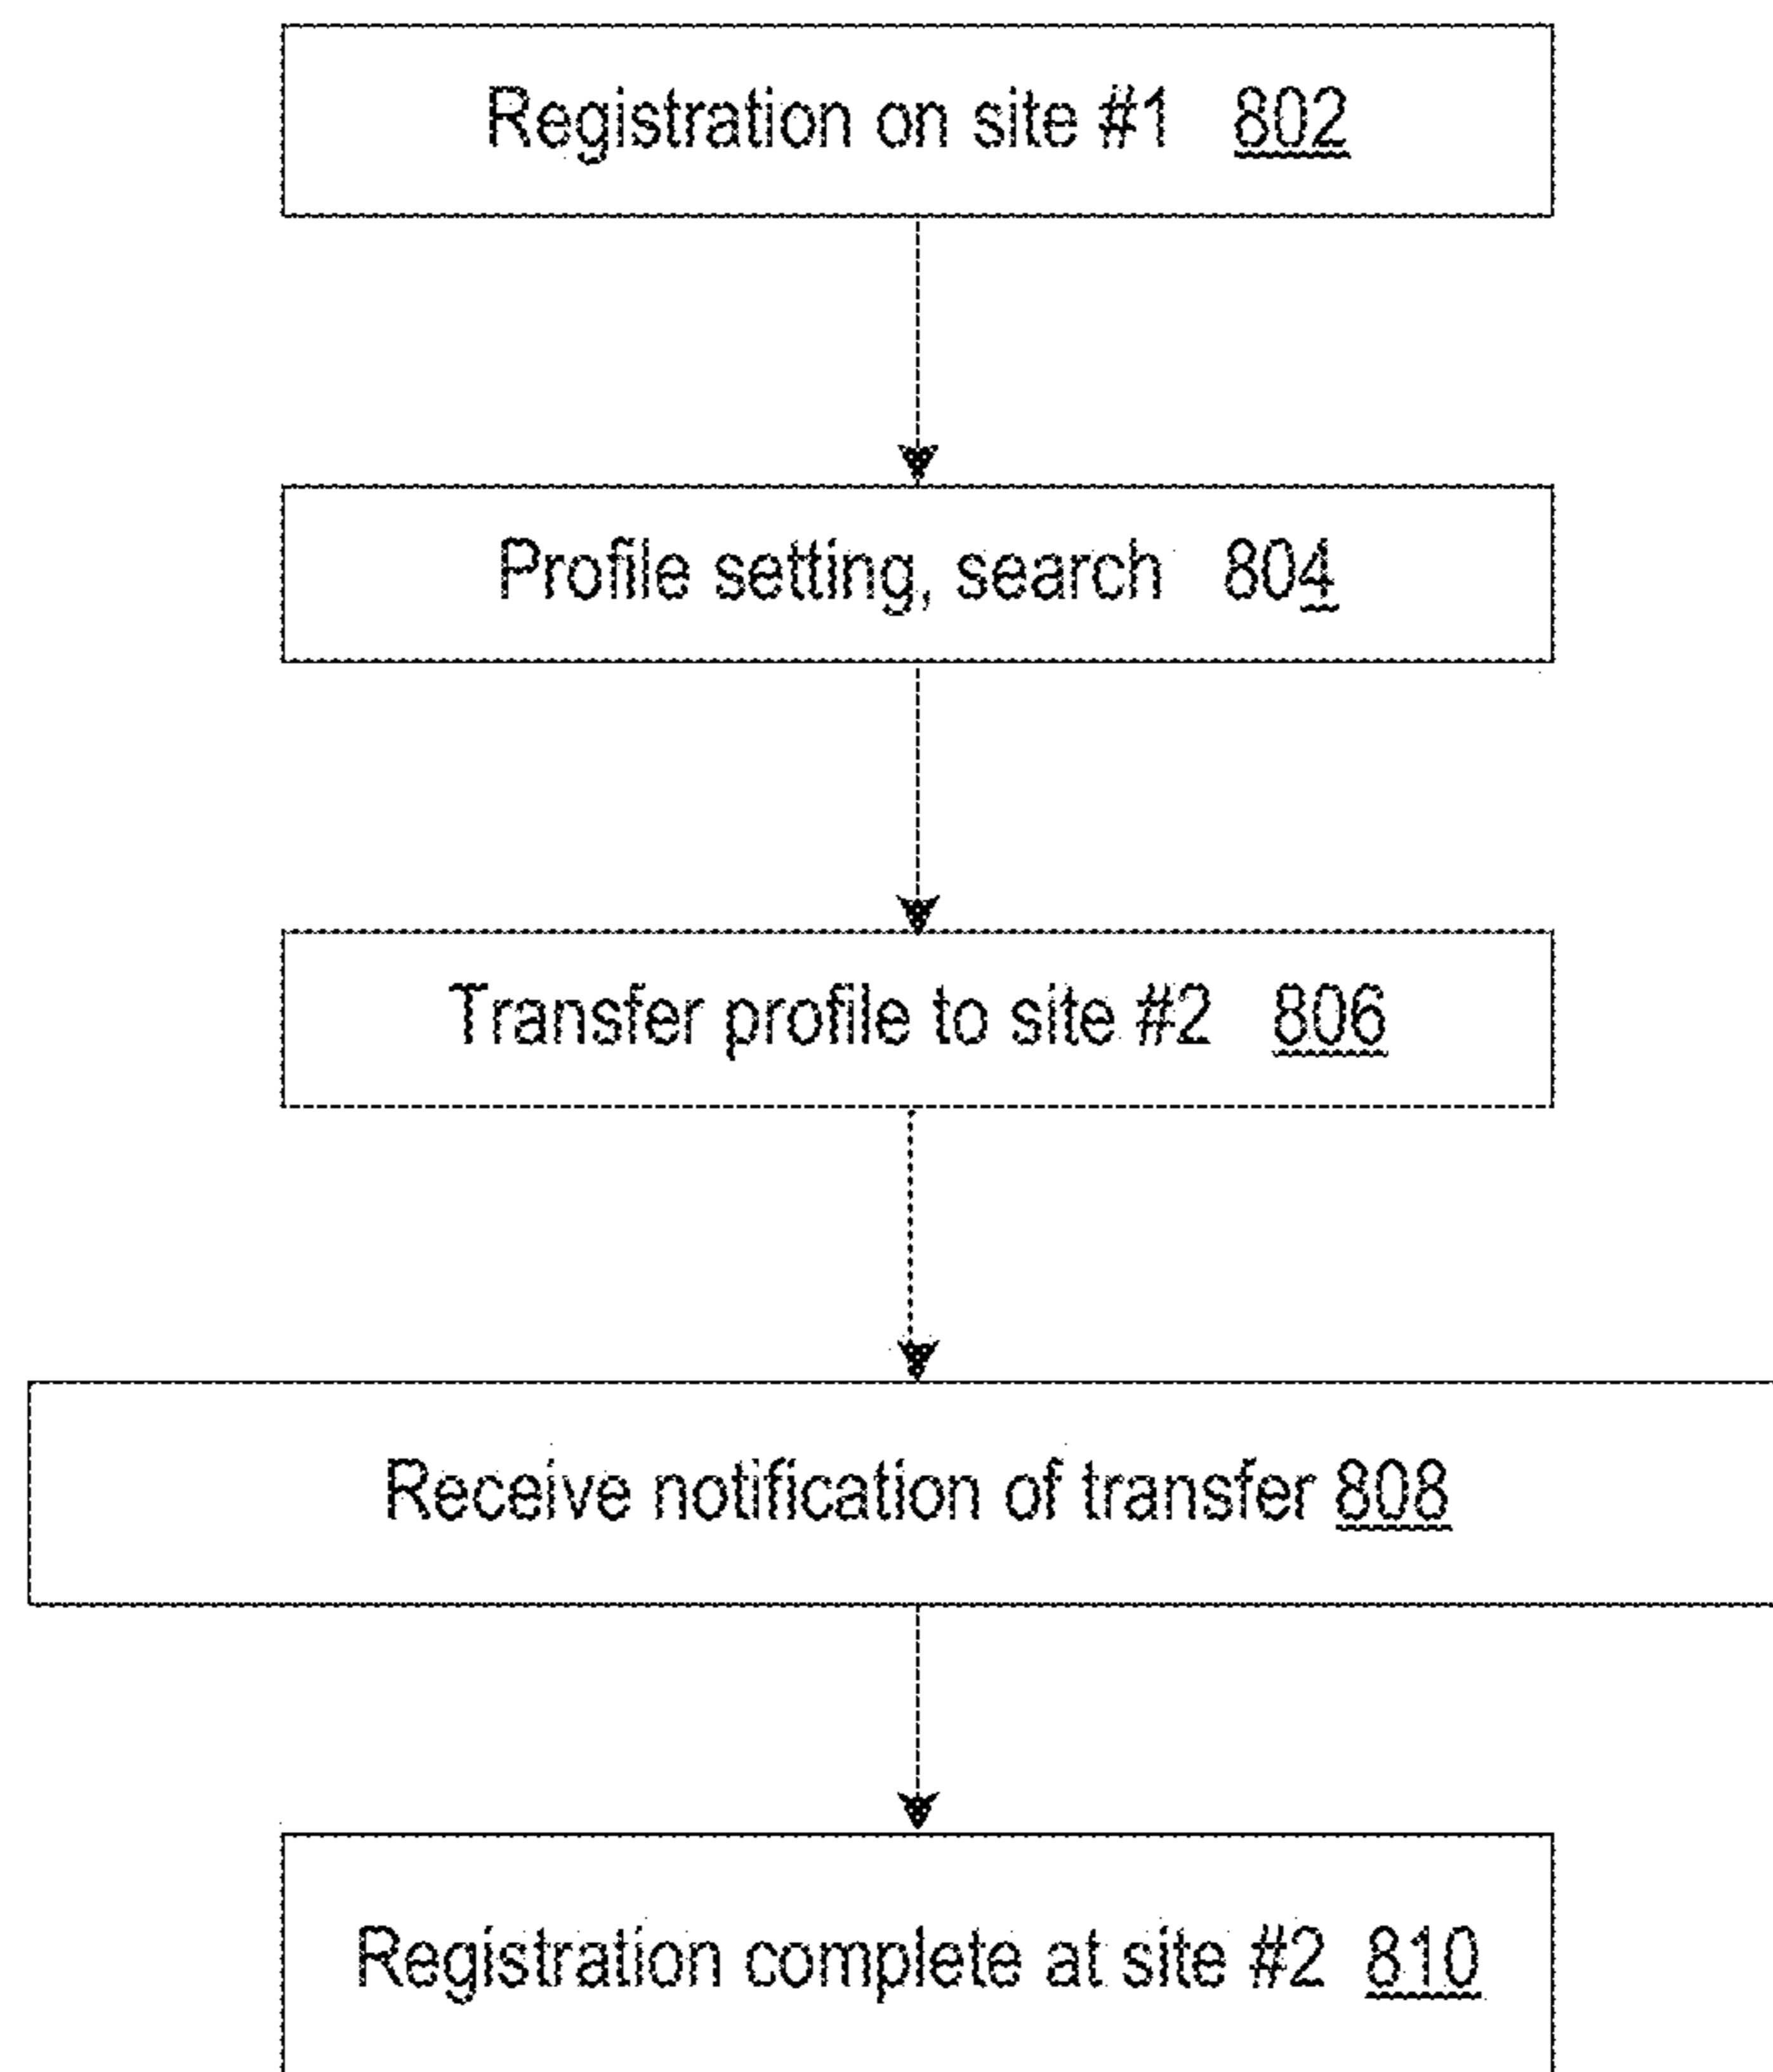 Registration on site #1 802
Profile setting, search 804
Transfer profile to site #2 806
Receive notification of transfer 808
Registration complete at site #2 810